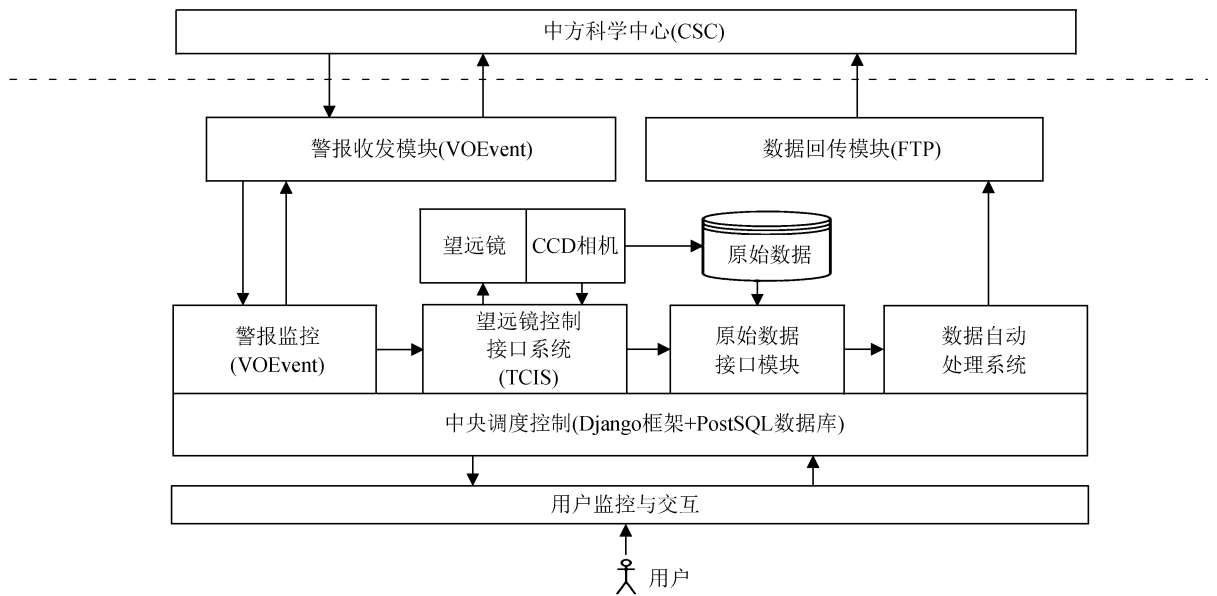 中方科学中心(CSC)
警报收发模块(VOEvent)
数据回传模块(FTP)
望远镜
CCD相机
原始数据
警报监控
(VOEvent)
望远镜控制
接口系统
(TCIS)
原始数据
接口模块
数据自动
处理系统
中央调度控制(Django框架+PostSQL数据库)
用户监控与交互
用户